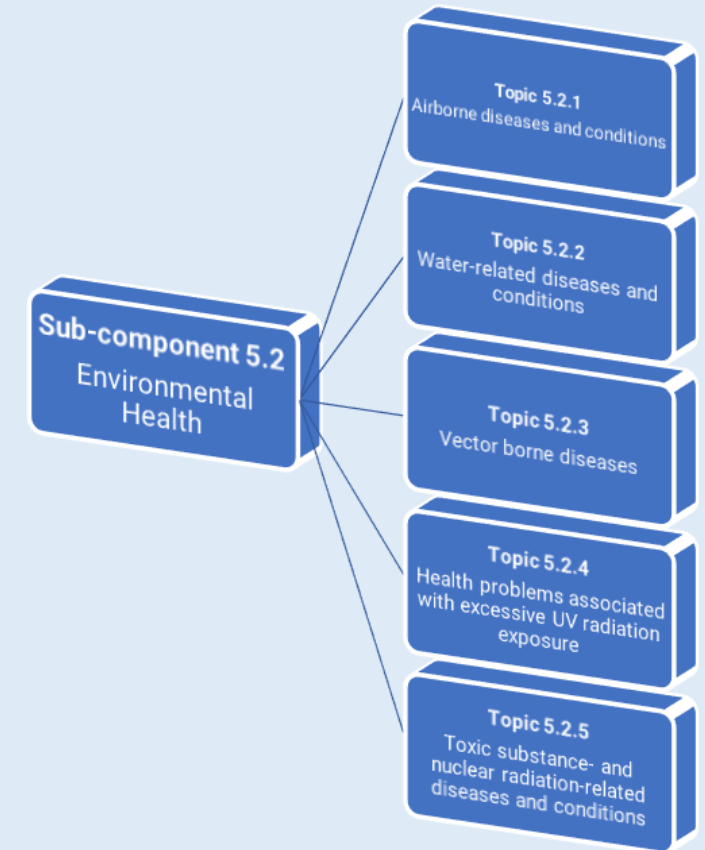 Sub-component 5.2
Environmental
Health
Topic 5.2.1
Airborne diseases and conditions
Topic 5.2.2
Water-related diseases and
conditions
Topic 5.2.3
Vector borne diseases
Topic 5.2.4
Health problems associated
with excessive UV radiation
exposure
Topic 5.2.5
Toxic substance- and
nuclear radiation-related
diseases and conditions